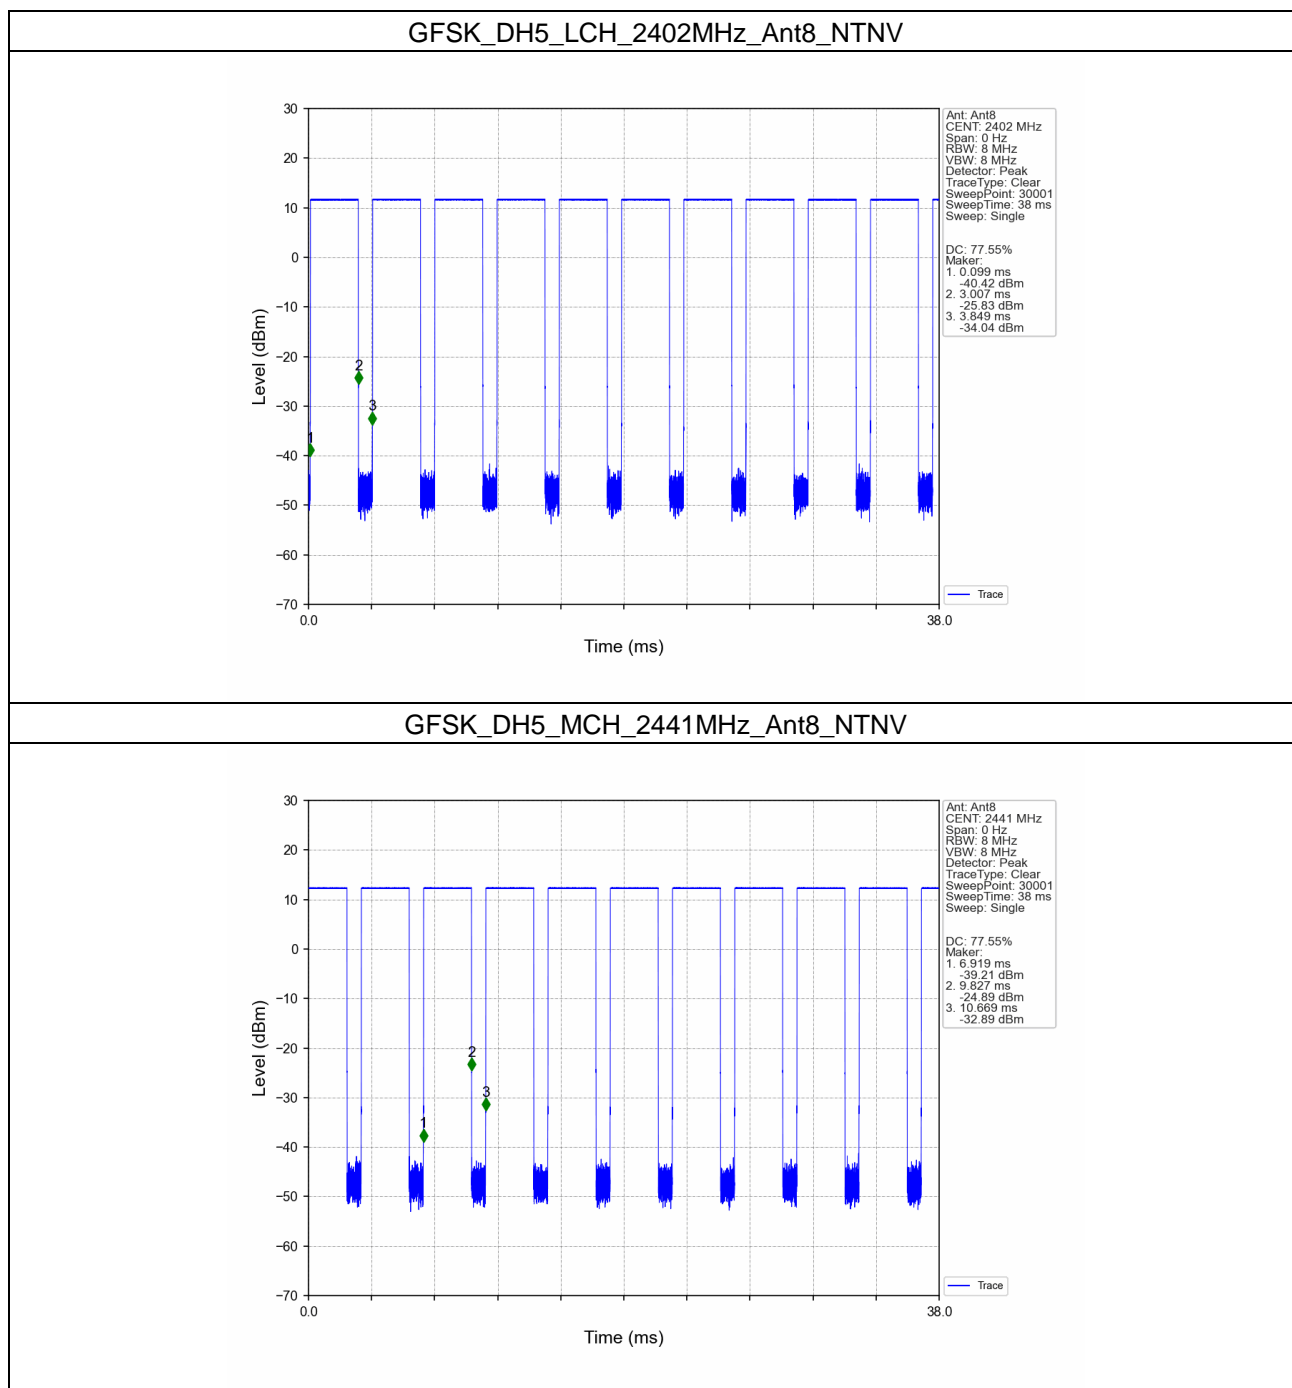 GFSK_DH5_LCH_2402MHz_Ant8_NTNV
30
20
10
0
−10
−20
−30
−40
−50
−60
−70
Level (dBm)
0.0
38.0
Time (ms)
1
2
3
Ant: Ant8
CENT: 2402 MHz
Span: 0 Hz
RBW: 8 MHz
VBW: 8 MHz
Detector: Peak
TraceType: Clear
SweepPoint: 30001
SweepTime: 38 ms
Sweep: Single
DC: 77.55%
Maker:
1. 0.099 ms
-40.42 dBm
2. 3.007 ms
-25.83 dBm
3. 3.849 ms
-34.04 dBm
Trace
GFSK_DH5_MCH_2441MHz_Ant8_NTNV
30
20
10
0
−10
−20
−30
−40
−50
−60
−70
Level (dBm)
0.0
38.0
Time (ms)
1
2
3
Ant: Ant8
CENT: 2441 MHz
Span: 0 Hz
RBW: 8 MHz
VBW: 8 MHz
Detector: Peak
TraceType: Clear
SweepPoint: 30001
SweepTime: 38 ms
Sweep: Single
DC: 77.55%
Maker:
1. 6.919 ms
-39.21 dBm
2. 9.827 ms
-24.89 dBm
3. 10.669 ms
-32.89 dBm
Trace